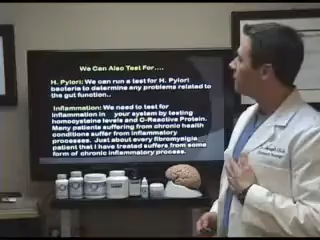 We Can Also Test For....
H. Pylori: We can run a test for H. Pylori
bacteria to determine any problems related to
the gut function..
Inflammation: We need to test for
inflammation in your system by testing
homocysteine levels and C-Reactive Protein.
Many patients suffering from chronic health
conditions suffer from inflammatory
processes. Just about every fibromyalgia
patient that I have treated suffers from some
form of chronic inflammatory process.